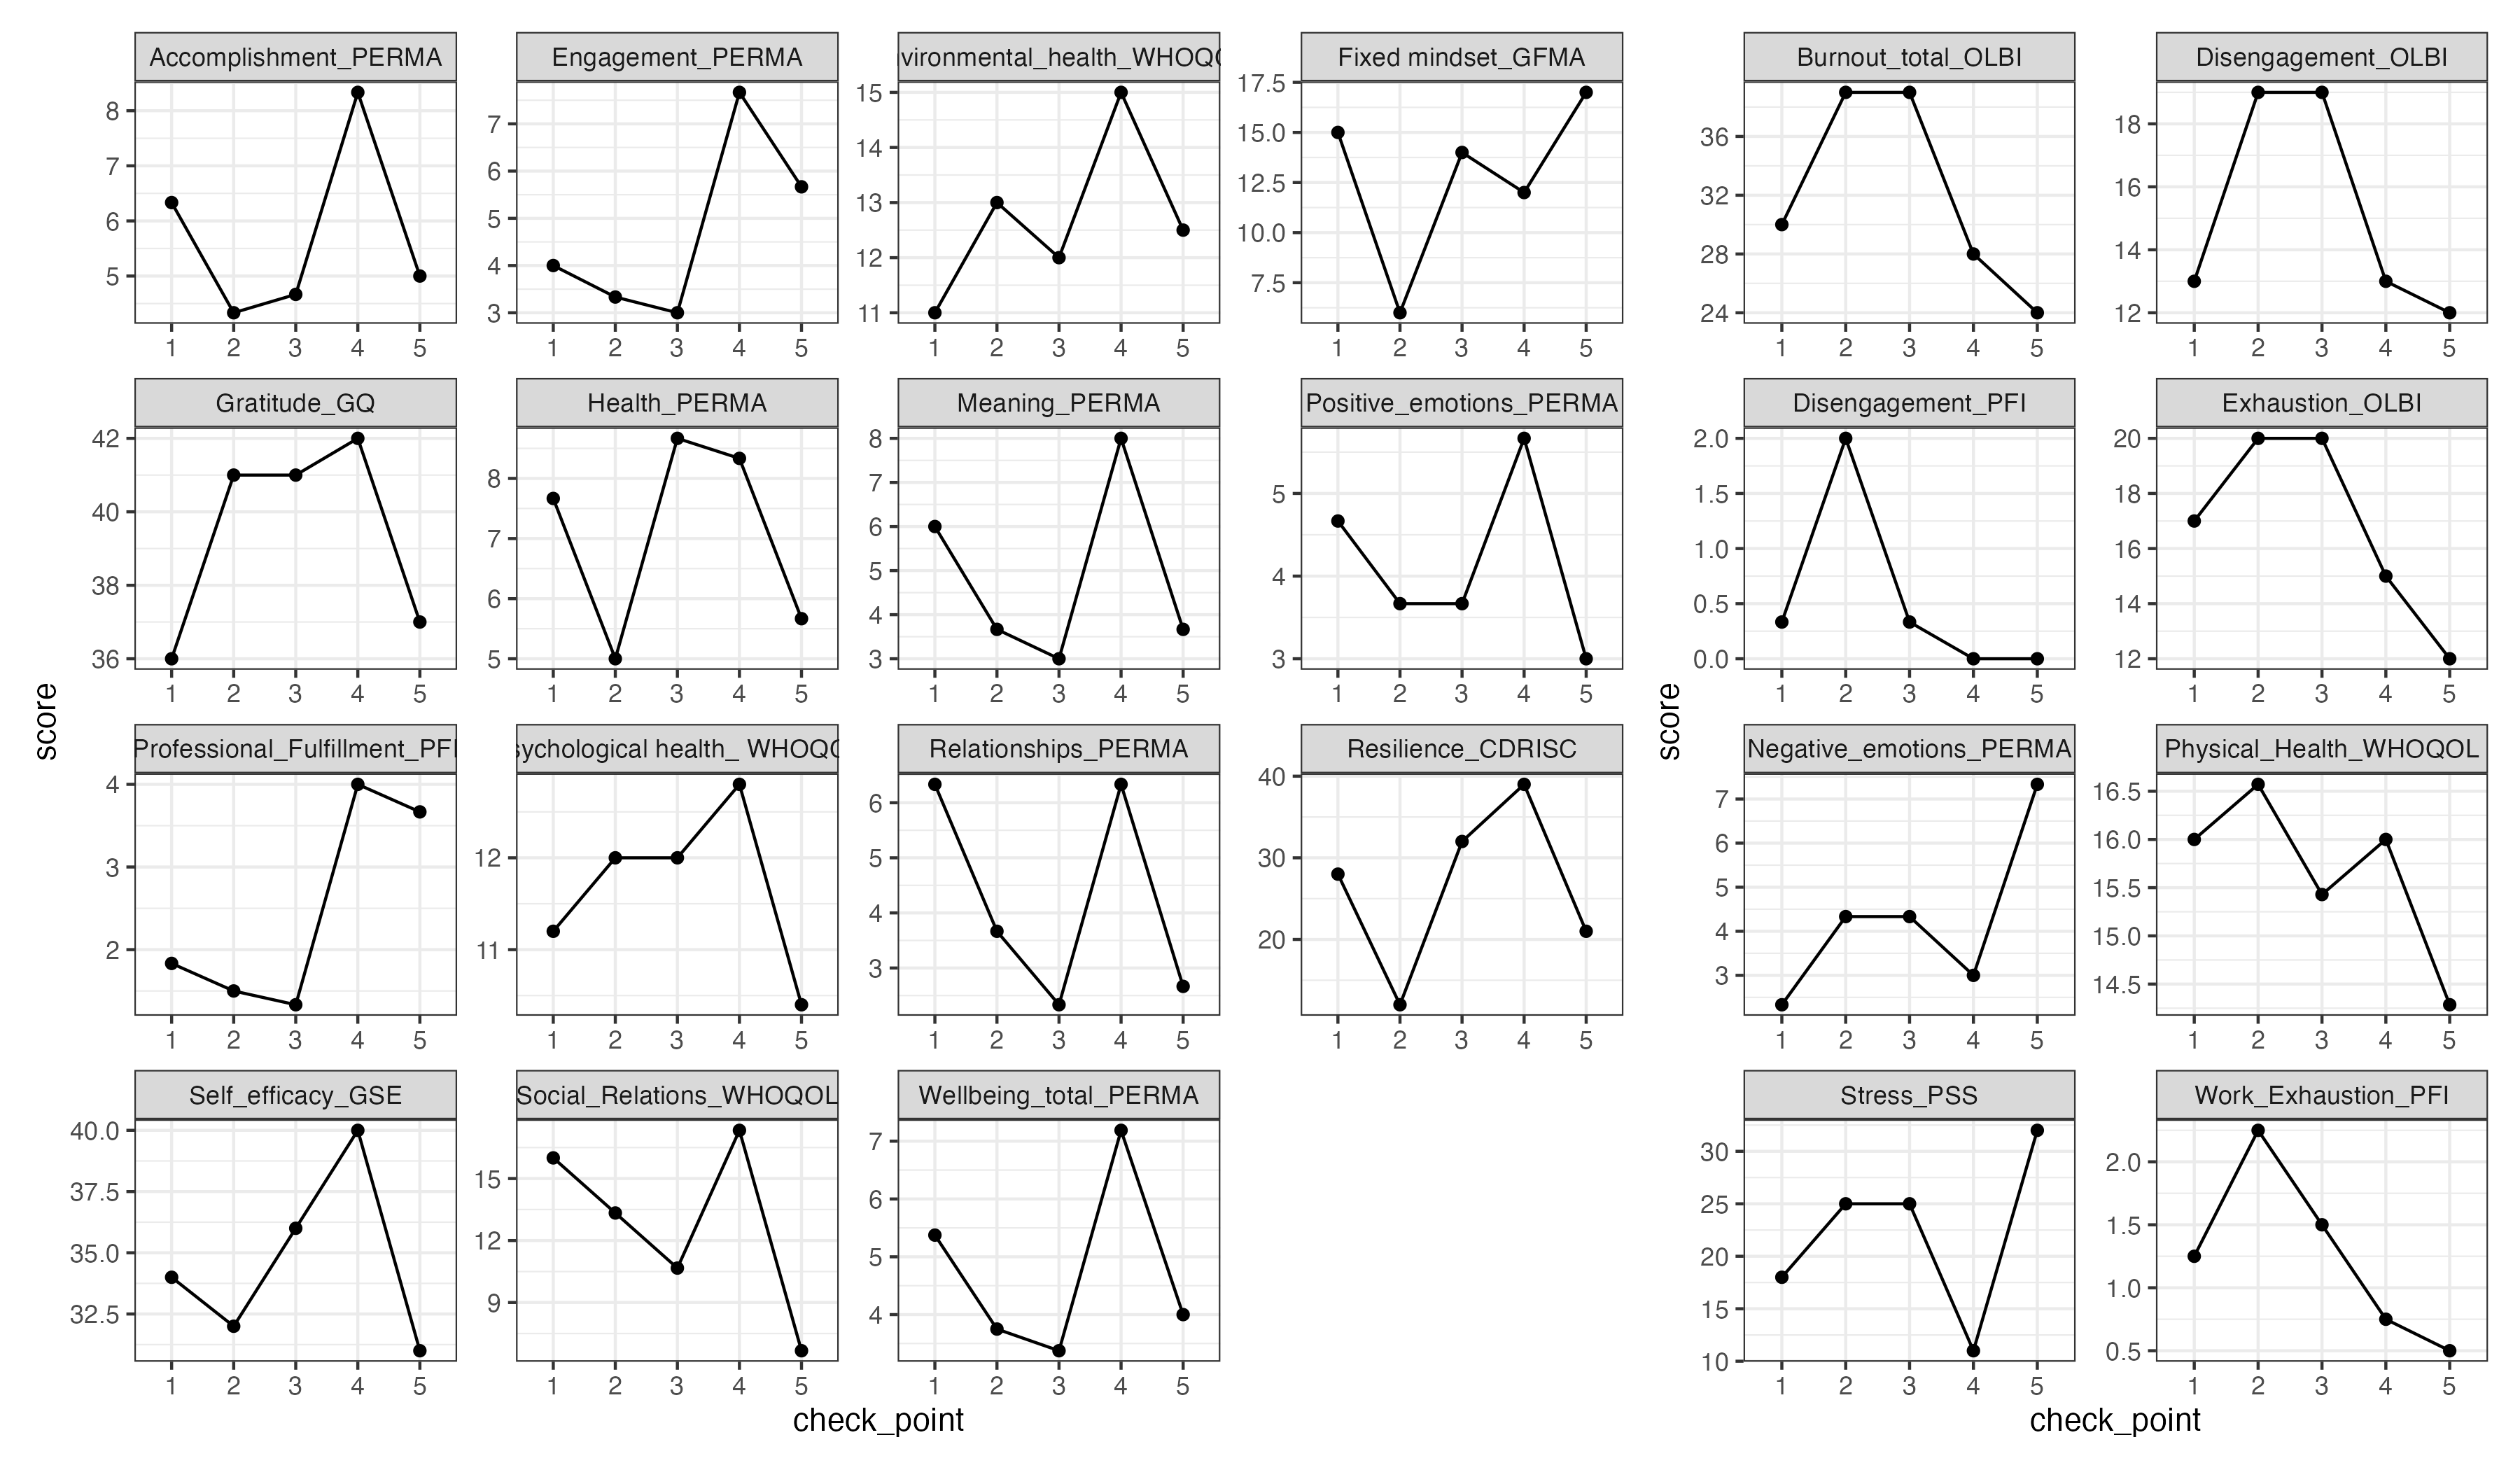 Accomplishment_PERMA
8
7
6
5
1 2 3 4 5
Engagement_PERMA
7
6
5
4
3
1 2 3 4 5
vironmental_health_WHOQ
15
14
13
12
11
1 2 3 4 5
Fixed mindset_GFMA
17.5
15.0
12.5
10.0
7.5
1 2 3 4 5
Burnout_total_OLBI
36
32
28
24
1 2 3 4 5
Disengagement_OLBI
18
16
14
12
1 2 3 4 5
Gratitude_GQ
42
40
38
36
1 2 3 4 5
Health_PERMA
8
7
6
5
1 2 3 4 5
Meaning_PERMA
8
7
6
5
4
3
1 2 3 4 5
Positive_emotions_PERMA
5
4
3
1 2 3 4 5
Disengagement_PFI
2.0
1.5
1.0
0.5
0.0
1 2 3 4 5
Exhaustion_OLBI
20
18
16
14
12
1 2 3 4 5
score
score
Professional_Fulfillment_PFI
4
3
2
1 2 3 4 5
sychological health_ WHOQO
12
11
1 2 3 4 5
Relationships_PERMA
6
5
4
3
1 2 3 4 5
Resilience_CDRISC
40
30
20
1 2 3 4 5
Negative_emotions_PERMA
7
6
5
4
3
1 2 3 4 5
Physical_Health_WHOQOL
16.5
16.0
15.5
15.0
14.5
1 2 3 4 5
Self_efficacy_GSE
40.0
37.5
35.0
32.5
1 2 3 4 5
Social_Relations_WHOQOL
15
12
9
1 2 3 4 5
Wellbeing_total_PERMA
7
6
5
4
1 2 3 4 5
Stress_PSS
30
25
20
15
10
1 2 3 4 5
Work_Exhaustion_PFI
2.0
1.5
1.0
0.5
1 2 3 4 5
check_point
check_point